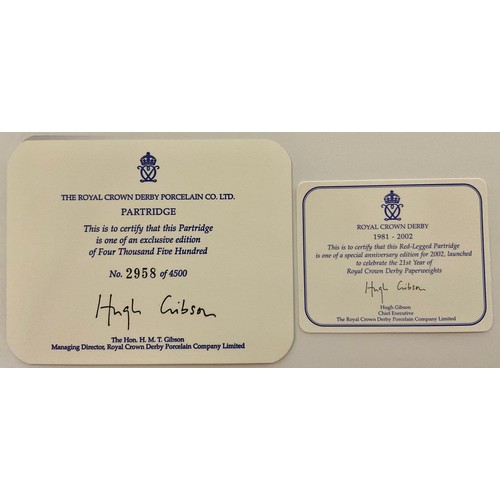 THE ROYAL CROWN DERBY PORCELAIN CO. LTD.
PARTRIDGE
This is to certify that this Partridge
is one of an exclusive edition
of Four Thousand Five Hundred
No. 2958 of 4500
Hugh Gibson
The Hon. H. M. T. Gibson
Managing Director, Royal Crown Derby Porcelain Company Limited
ROYAL CROWN DERBY
1981 - 2002
This is to certify that this Red-Legged Partridge
is one of a special anniversary edition for 2002, launched
to celebrate the 21st Year of
Royal Crown Derby Paperweights
Hugh Gibson
Hugh Gibson
Chief Executive
The Royal Crown Derby Porcelain Company Limited